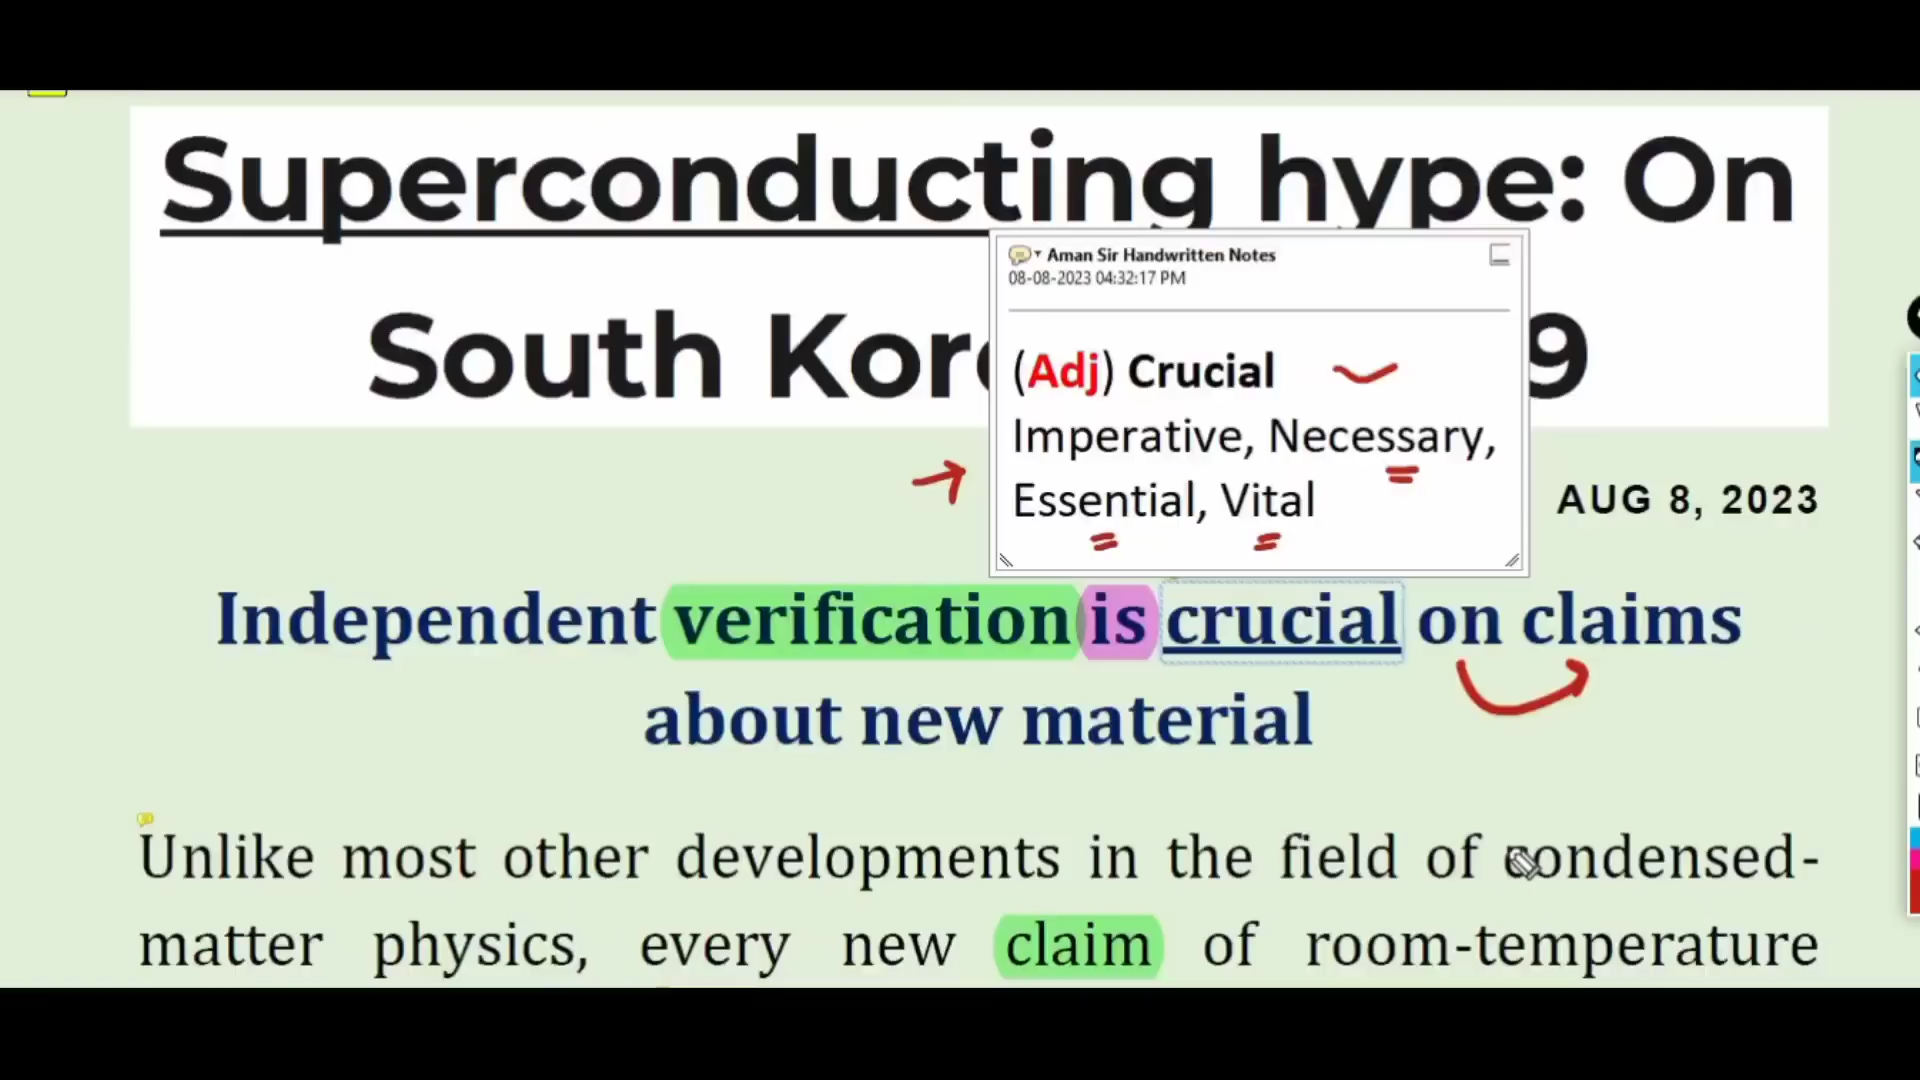 Superconducting hype: On
South Kor 9
Aman Sir Handwritten Notes
08-08-2023 04:32:17 PM
(Adj) Crucial
Imperative, Necessary,
Essential, Vital
AUG 8, 2023
Independent verification is crucial on claims
about new material
Unlike most other developments in the field of condensed-
matter physics, every new claim of room-temperature